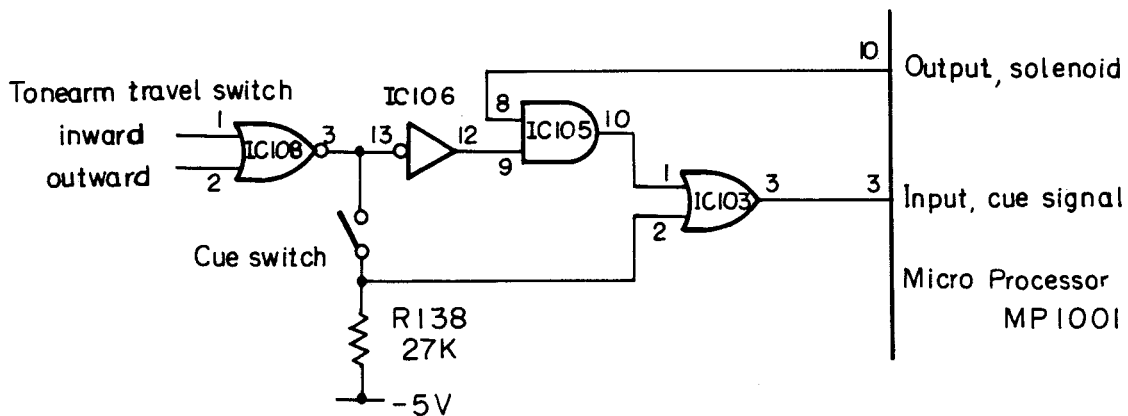 Tonearm travel switch
inward
outward
1
2
IC108
3
13
IC106
12
8
9
IC105
10
1
2
IC103
3
Cue switch
R138
27K
-5V
10
Output, solenoid
3
Input, cue signal
Micro Processor
MP1001